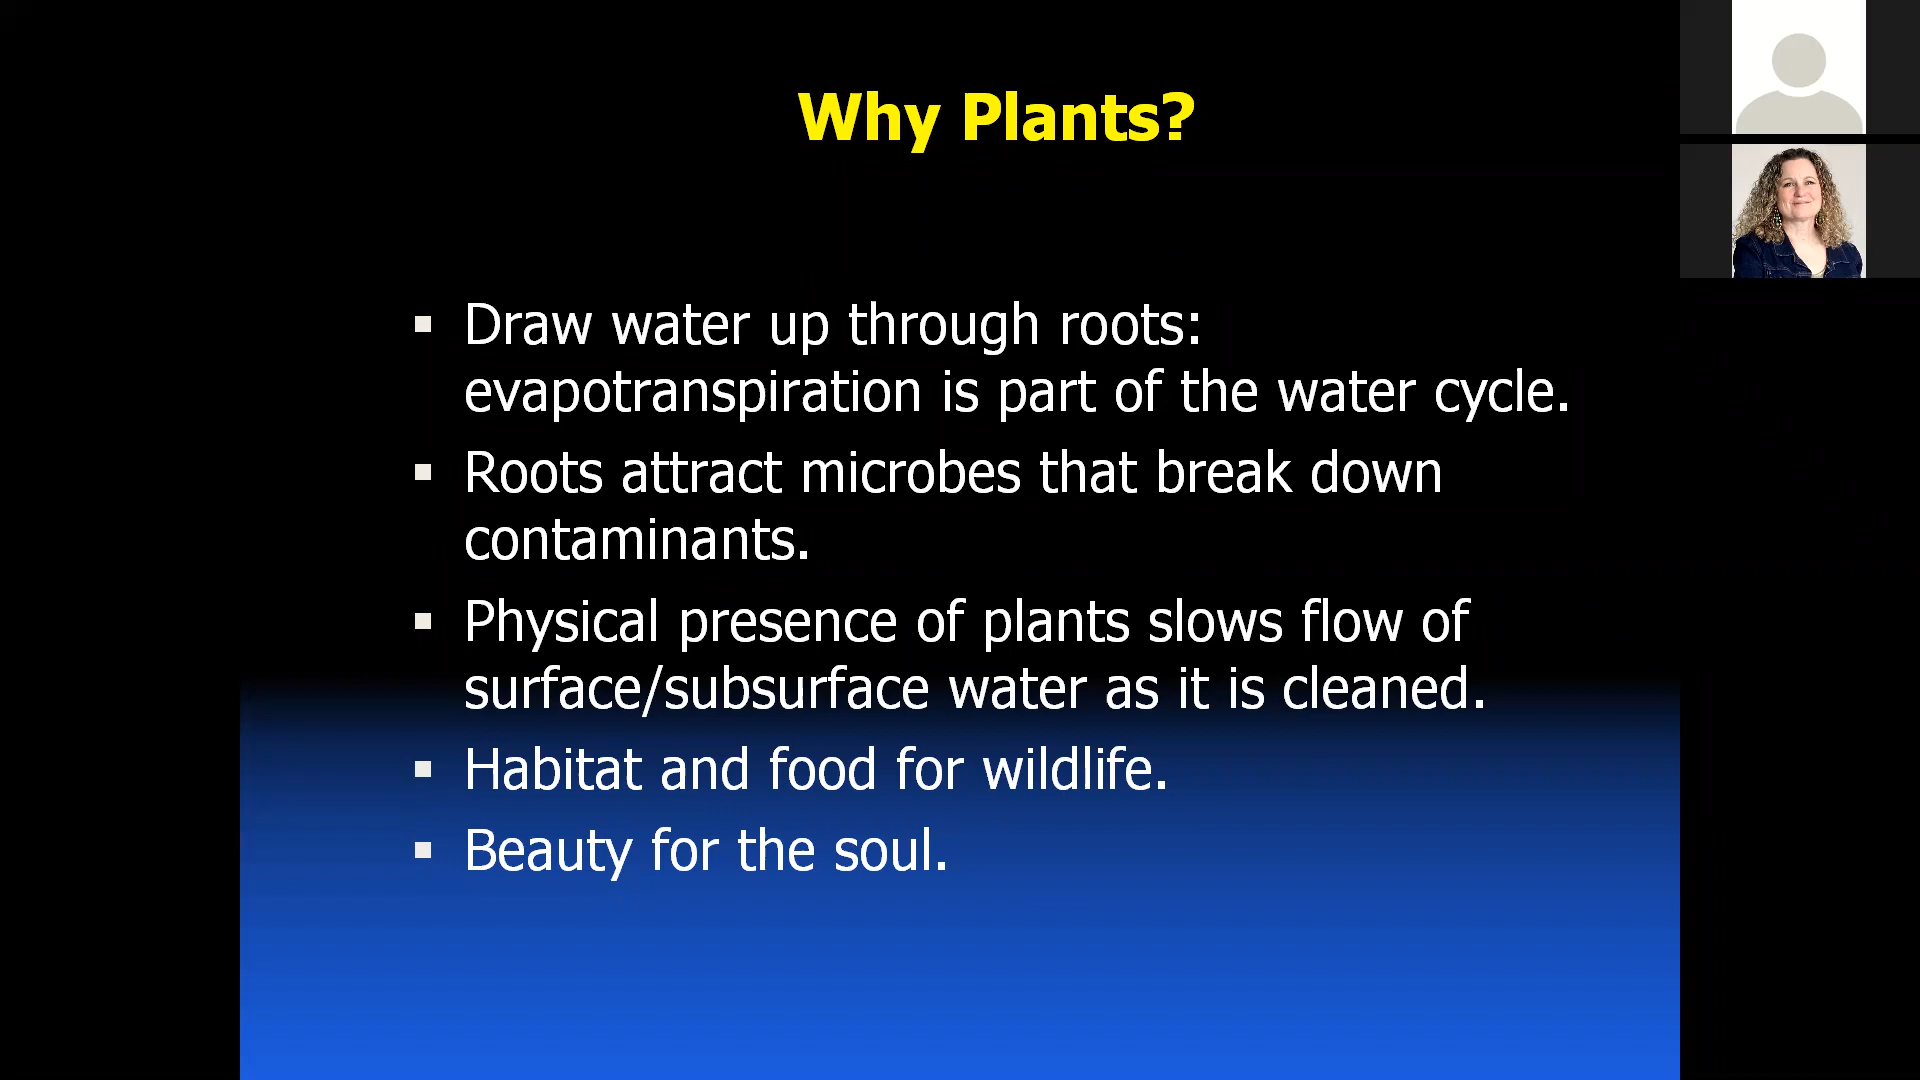 Why Plants?
▪ Draw water up through roots:
evapotranspiration is part of the water cycle.
▪ Roots attract microbes that break down
contaminants.
▪ Physical presence of plants slows flow of
surface/subsurface water as it is cleaned.
▪ Habitat and food for wildlife.
▪ Beauty for the soul.